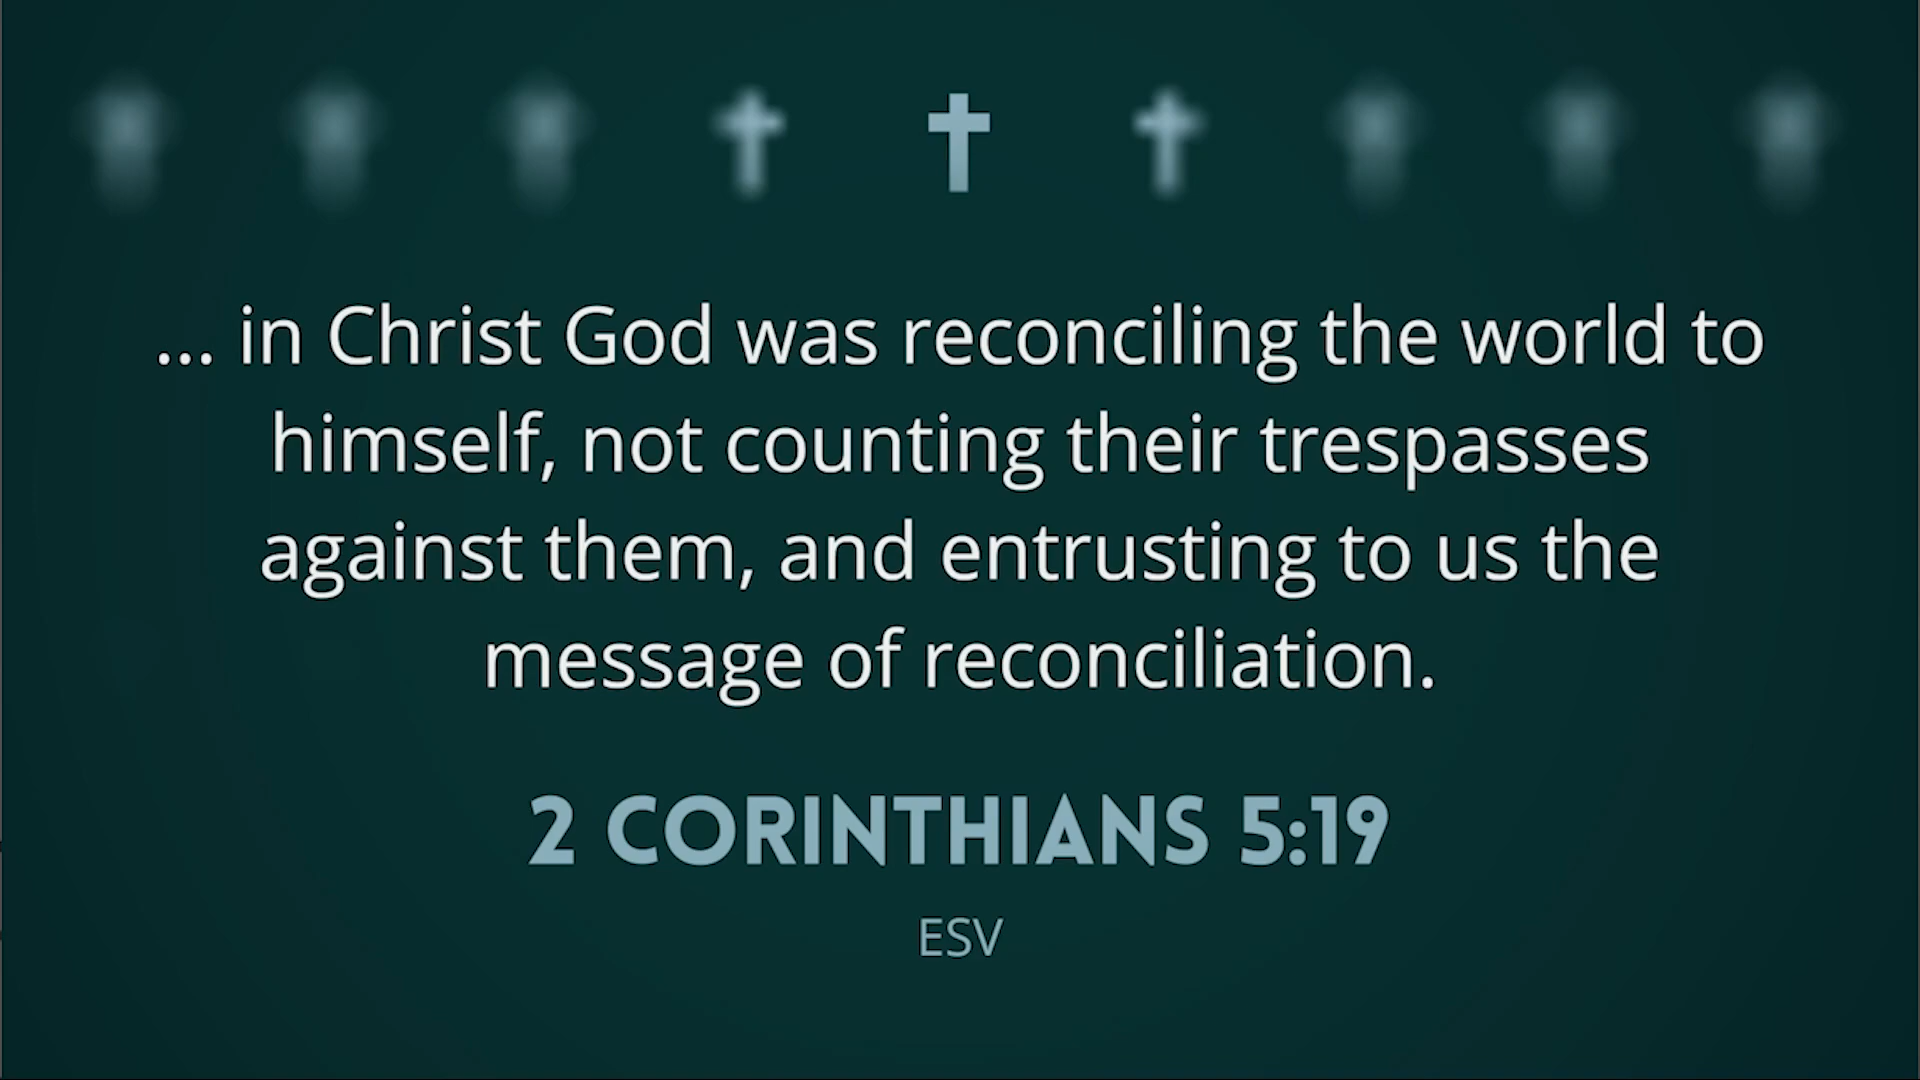 ... in Christ God was reconciling the world to
himself, not counting their trespasses
against them, and entrusting to us the
message of reconciliation.
2 CORINTHIANS 5:19
ESV